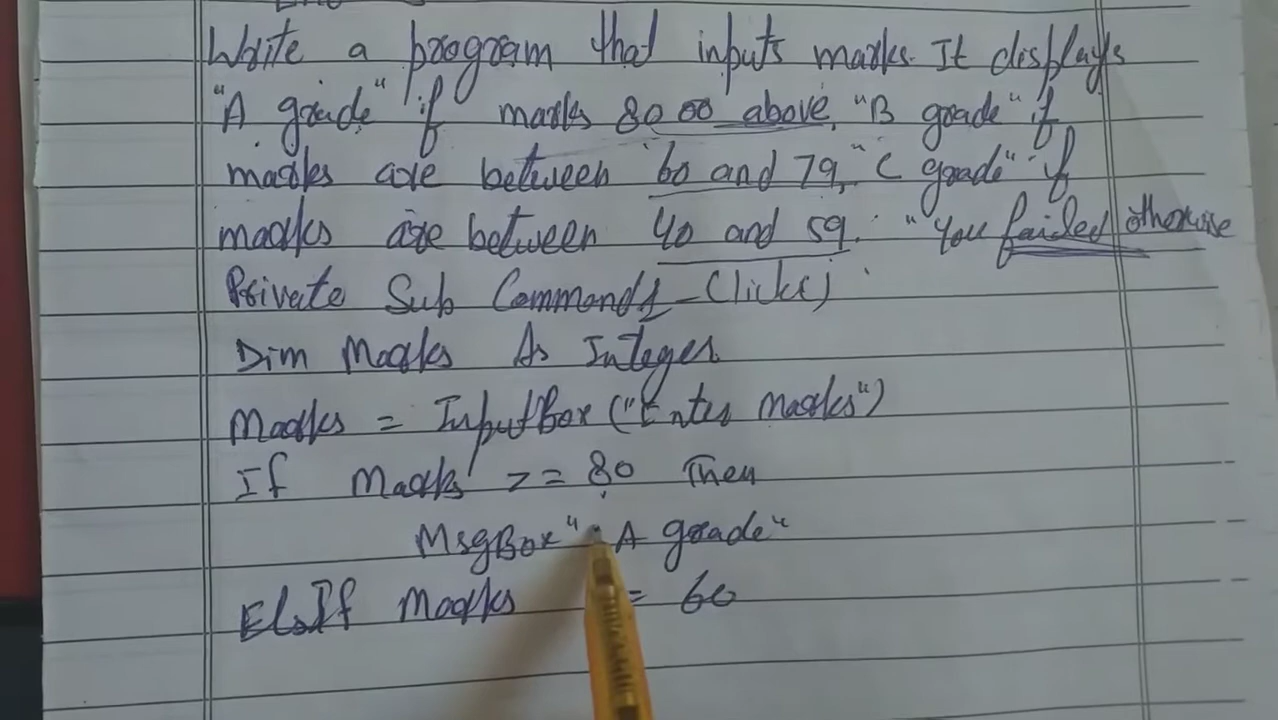 Write a program that inputs marks. It displays
"A grade" if marks 80 or above, "B grade" if
marks are between 60 and 79, "C grade" if
marks are between 40 and 59. "You failed otherwise
Private Sub Command1_Click()
Dim Marks As Integer
Marks = InputBox ("Enter marks")
If Marks >= 80 Then
MsgBox "A grade"
ElsIf Marks = 60